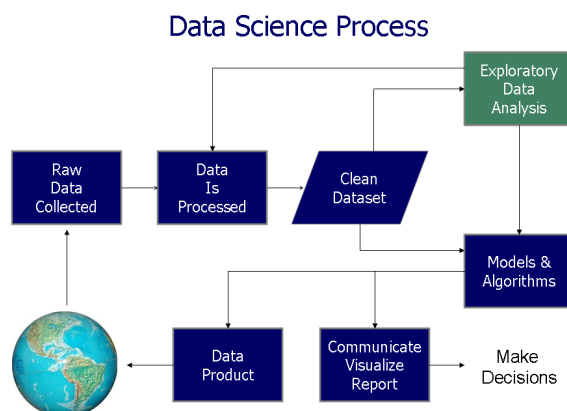 Data Science Process
Exploratory
Data
Analysis
Raw
Data
Collected
Data
Is
Processed
Clean
Dataset
Models &
Algorithms
Data
Product
Communicate
Visualize
Report
Make
Decisions